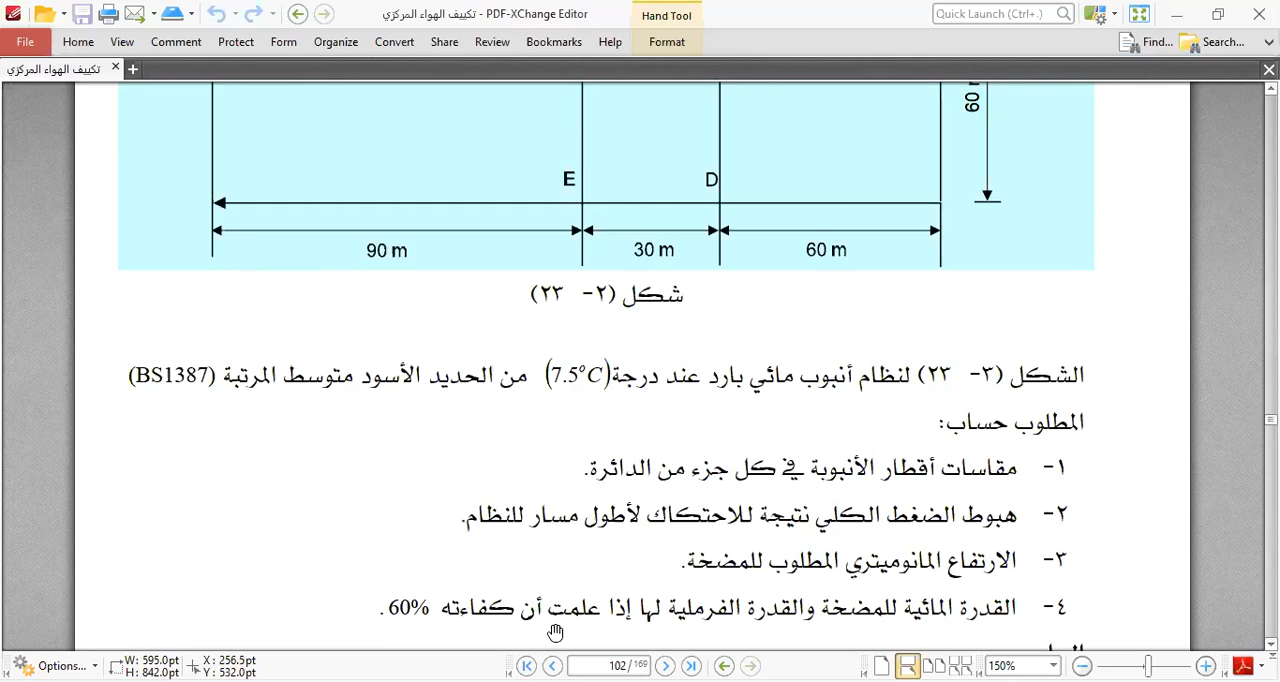 تكييف الهواء المركزي - PDF-XChange Editor
Hand Tool
Quick Launch (Ctrl+.)
File Home View Comment Protect Form Organize Convert Share Review Bookmarks Help Format Find... Search...
تكييف الهواء المركزي
60 m
E D
90 m 30 m 60 m
شكل (٢- ٢٣)
الشكل (٣- ٢٣) لنظام أنبوب مائي بارد عند درجة (7.5°C) من الحديد الأسود متوسط المرتبة (BS1387)
المطلوب حساب:
١- مقاسات أقطار الأنبوبة في كل جزء من الدائرة.
٢- هبوط الضغط الكلي نتيجة للاحتكاك لأطول مسار للنظام.
٣- الارتفاع المانوميتري المطلوب للمضخة.
٤- القدرة المائية للمضخة والقدرة الفرملية لها إذا علمت أن كفاءته 60% .
Options... W: 595.0pt X: 256.5pt 102 / 169 150%
H: 842.0pt Y: 532.0pt